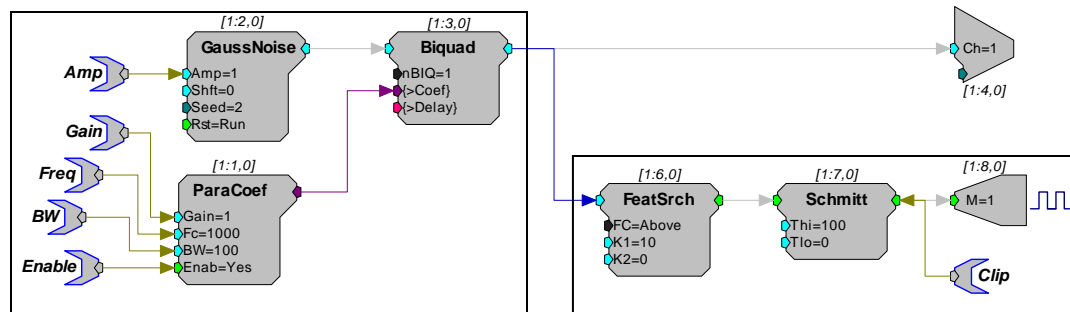 [1:2,0]
GaussNoise
Amp=1
Shft=0
Seed=2
Rst=Run
[1:3,0]
Biquad
nBIQ=1
{>Coef}
{>Delay}
Ch=1
[1:4,0]
Amp
Gain
Freq
BW
Enable
[1:1,0]
ParaCoef
Gain=1
Fc=1000
BW=100
Enab=Yes
[1:6,0]
FeatSrch
FC=Above
K1=10
K2=0
[1:7,0]
Schmitt
Thi=100
Tlo=0
[1:8,0]
M=1
Clip